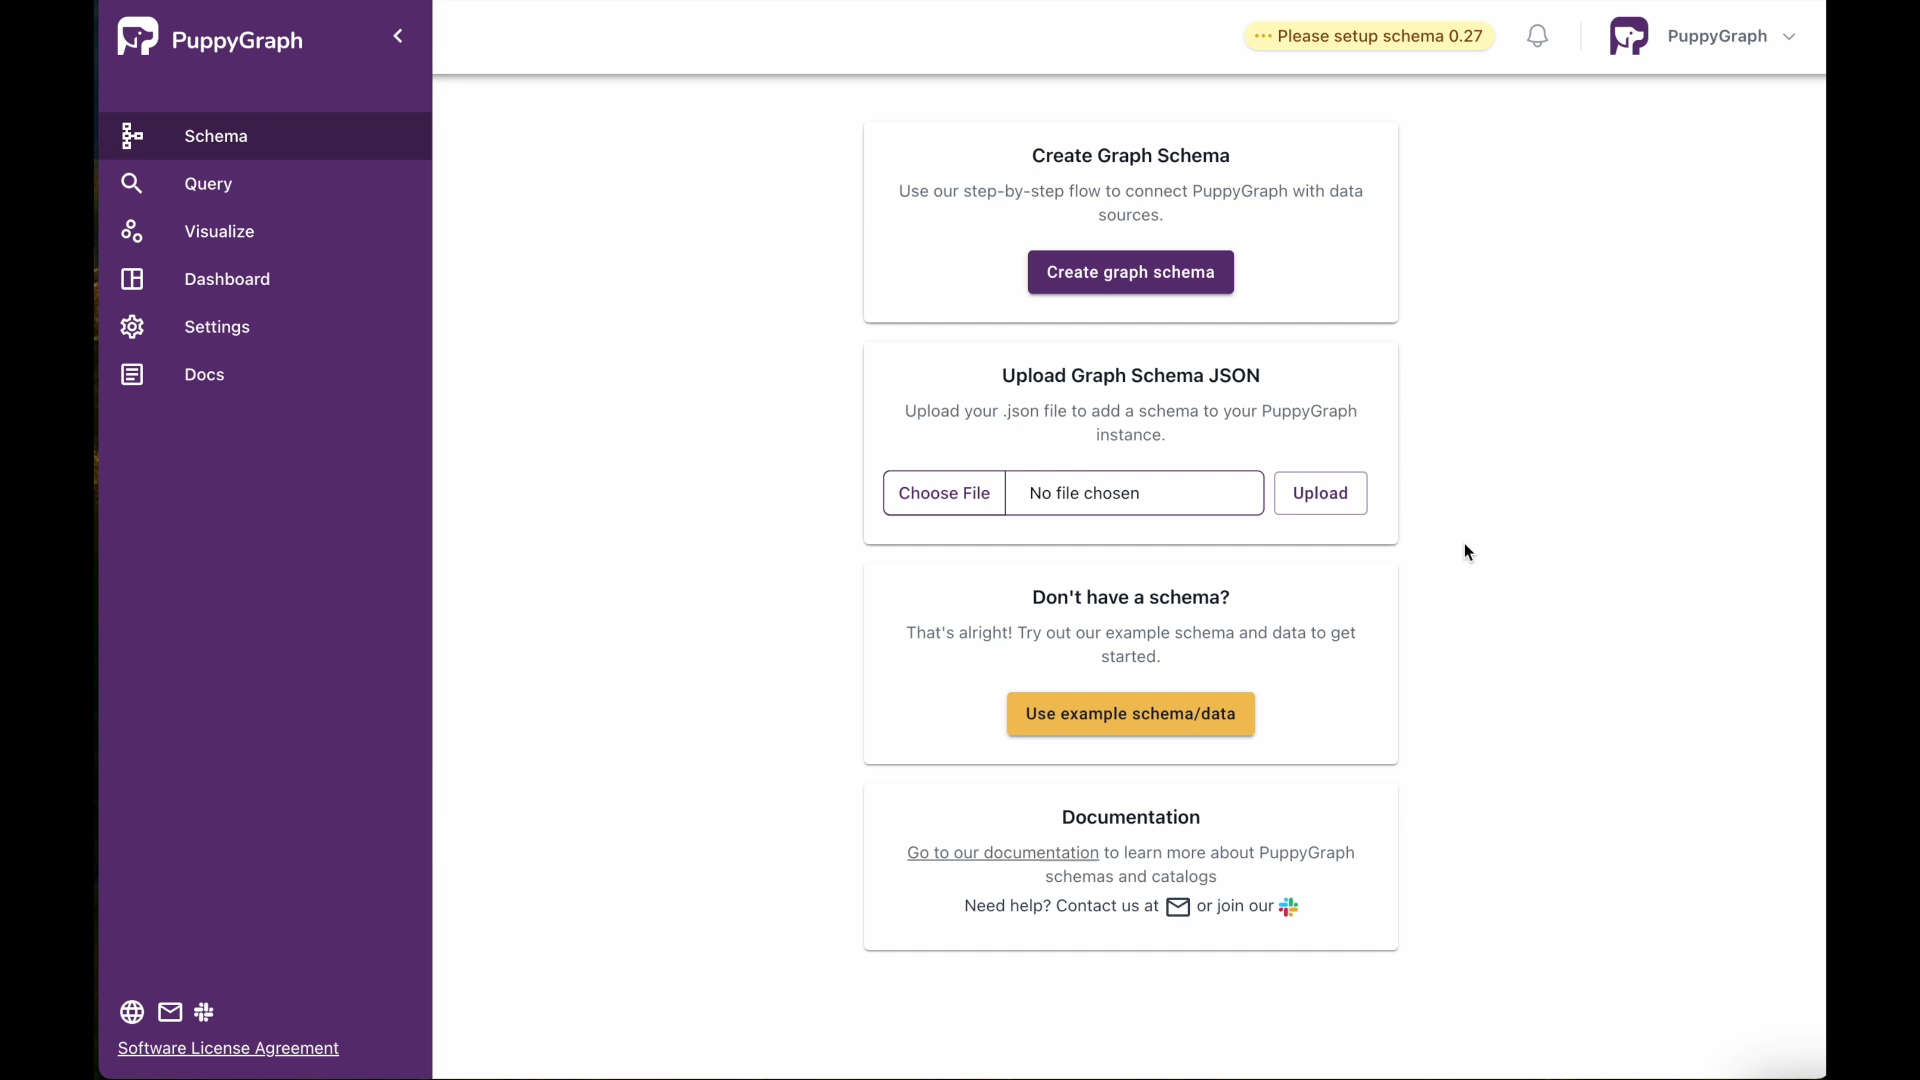 PuppyGraph
Schema
Query
Visualize
Dashboard
Settings
Docs
Software License Agreement
Please setup schema 0.27
PuppyGraph
Create Graph Schema
Use our step-by-step flow to connect PuppyGraph with data
sources.
Create graph schema
Upload Graph Schema JSON
Upload your .json file to add a schema to your PuppyGraph
instance.
Choose File No file chosen Upload
Don't have a schema?
That's alright! Try out our example schema and data to get
started.
Use example schema/data
Documentation
Go to our documentation to learn more about PuppyGraph
schemas and catalogs
Need help? Contact us at or join our